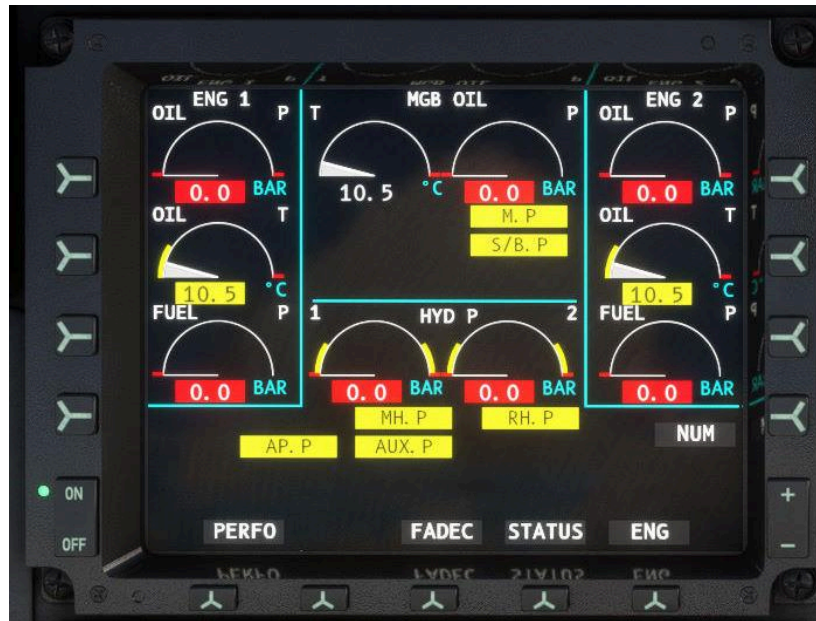 ENG 1
OIL P
0.0 BAR
OIL T
10.5 °C
FUEL P
0.0 BAR
MGB OIL
T P
10.5 °C 0.0 BAR
M. P
S/B. P
1 HYD P 2
0.0 BAR 0.0 BAR
MH. P RH. P
AP. P AUX. P
ENG 2
OIL P
0.0 BAR
OIL T
10.5 °C
FUEL P
0.0 BAR
NUM
ON
OFF
+
-
PERFO FADEC STATUS ENG